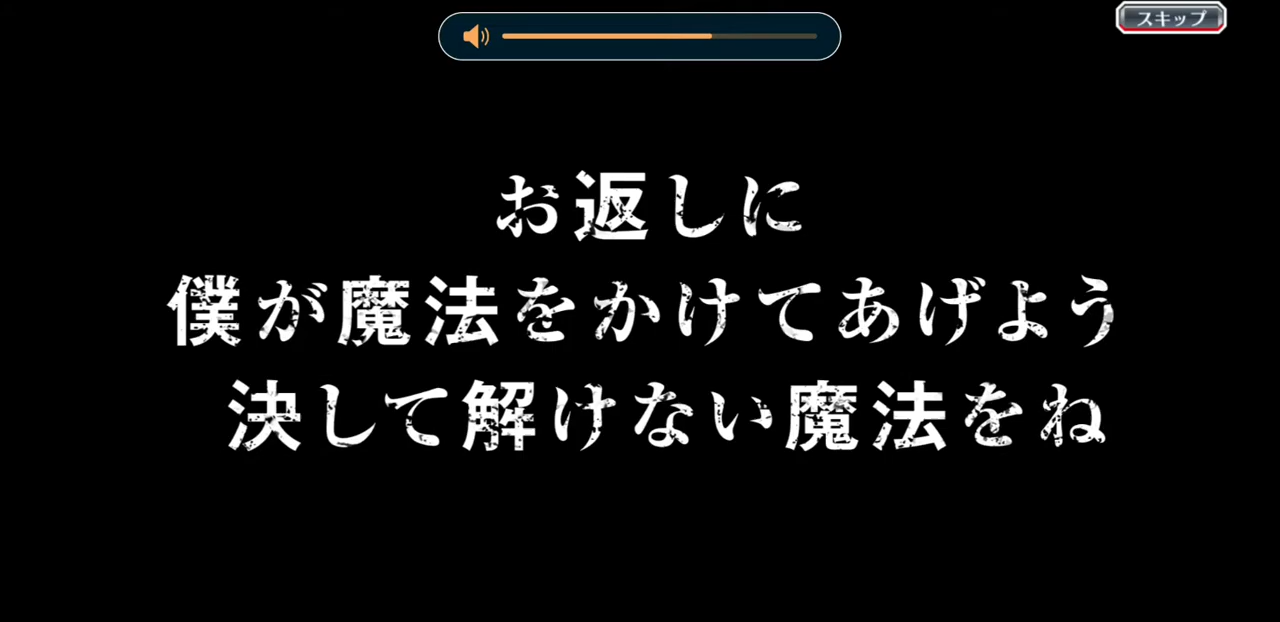 スキップ
お返しに
僕が魔法をかけてあげよう
決して解けない魔法をね